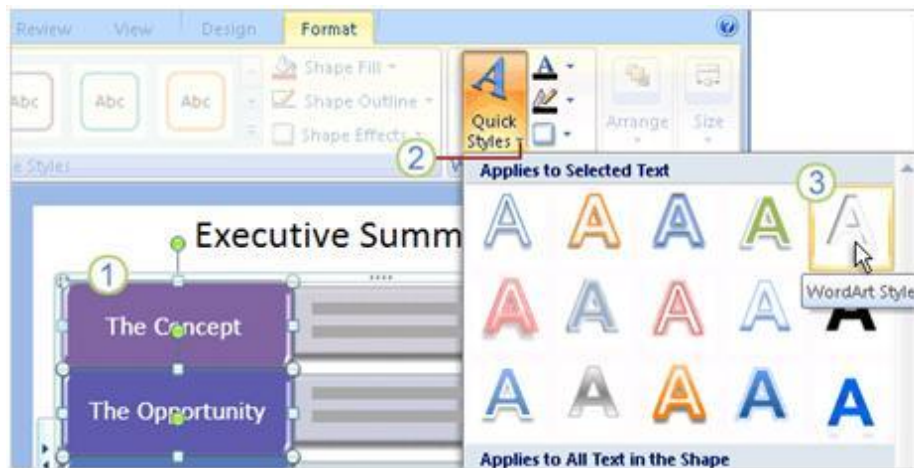 Review View Design Format
Abc Abc Abc
Shape Fill
Shape Outline
Shape Effects
Quick
Styles
Arrange Size
e Styles
2
W
Applies to Selected Text
3
WordArt Style
Executive Summ
1
The Concept
The Opportunity
Applies to All Text in the Shape